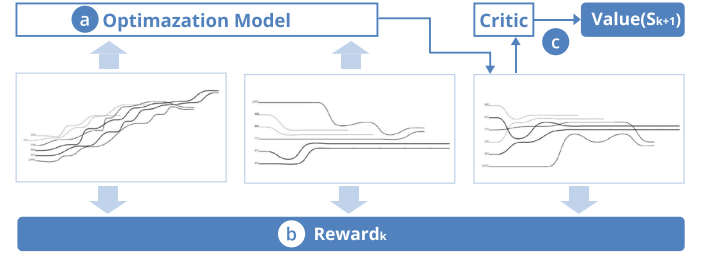 a Optimazation Model
Critic
Value(Sk+1)
c
b Rewardk